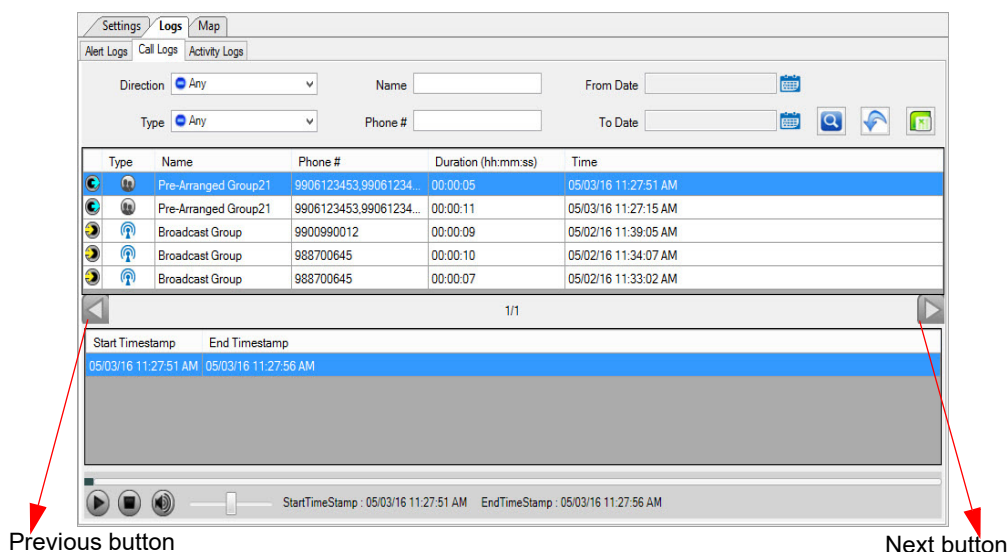 Settings Logs Map
Alert Logs Call Logs Activity Logs
Direction Any Name From Date
Type Any Phone # To Date
Type Name Phone # Duration (hh:mm:ss) Time
Pre-Arranged Group21 9906123453,99061234... 00:00:05 05/03/16 11:27:51 AM
Pre-Arranged Group21 9906123453,99061234... 00:00:11 05/03/16 11:27:15 AM
Broadcast Group 9900990012 00:00:09 05/02/16 11:39:05 AM
Broadcast Group 988700645 00:00:10 05/02/16 11:34:07 AM
Broadcast Group 988700645 00:00:07 05/02/16 11:33:02 AM
1/1
Start Timestamp End Timestamp
05/03/16 11:27:51 AM 05/03/16 11:27:56 AM
StartTimeStamp : 05/03/16 11:27:51 AM EndTimeStamp : 05/03/16 11:27:56 AM
Previous button Next button